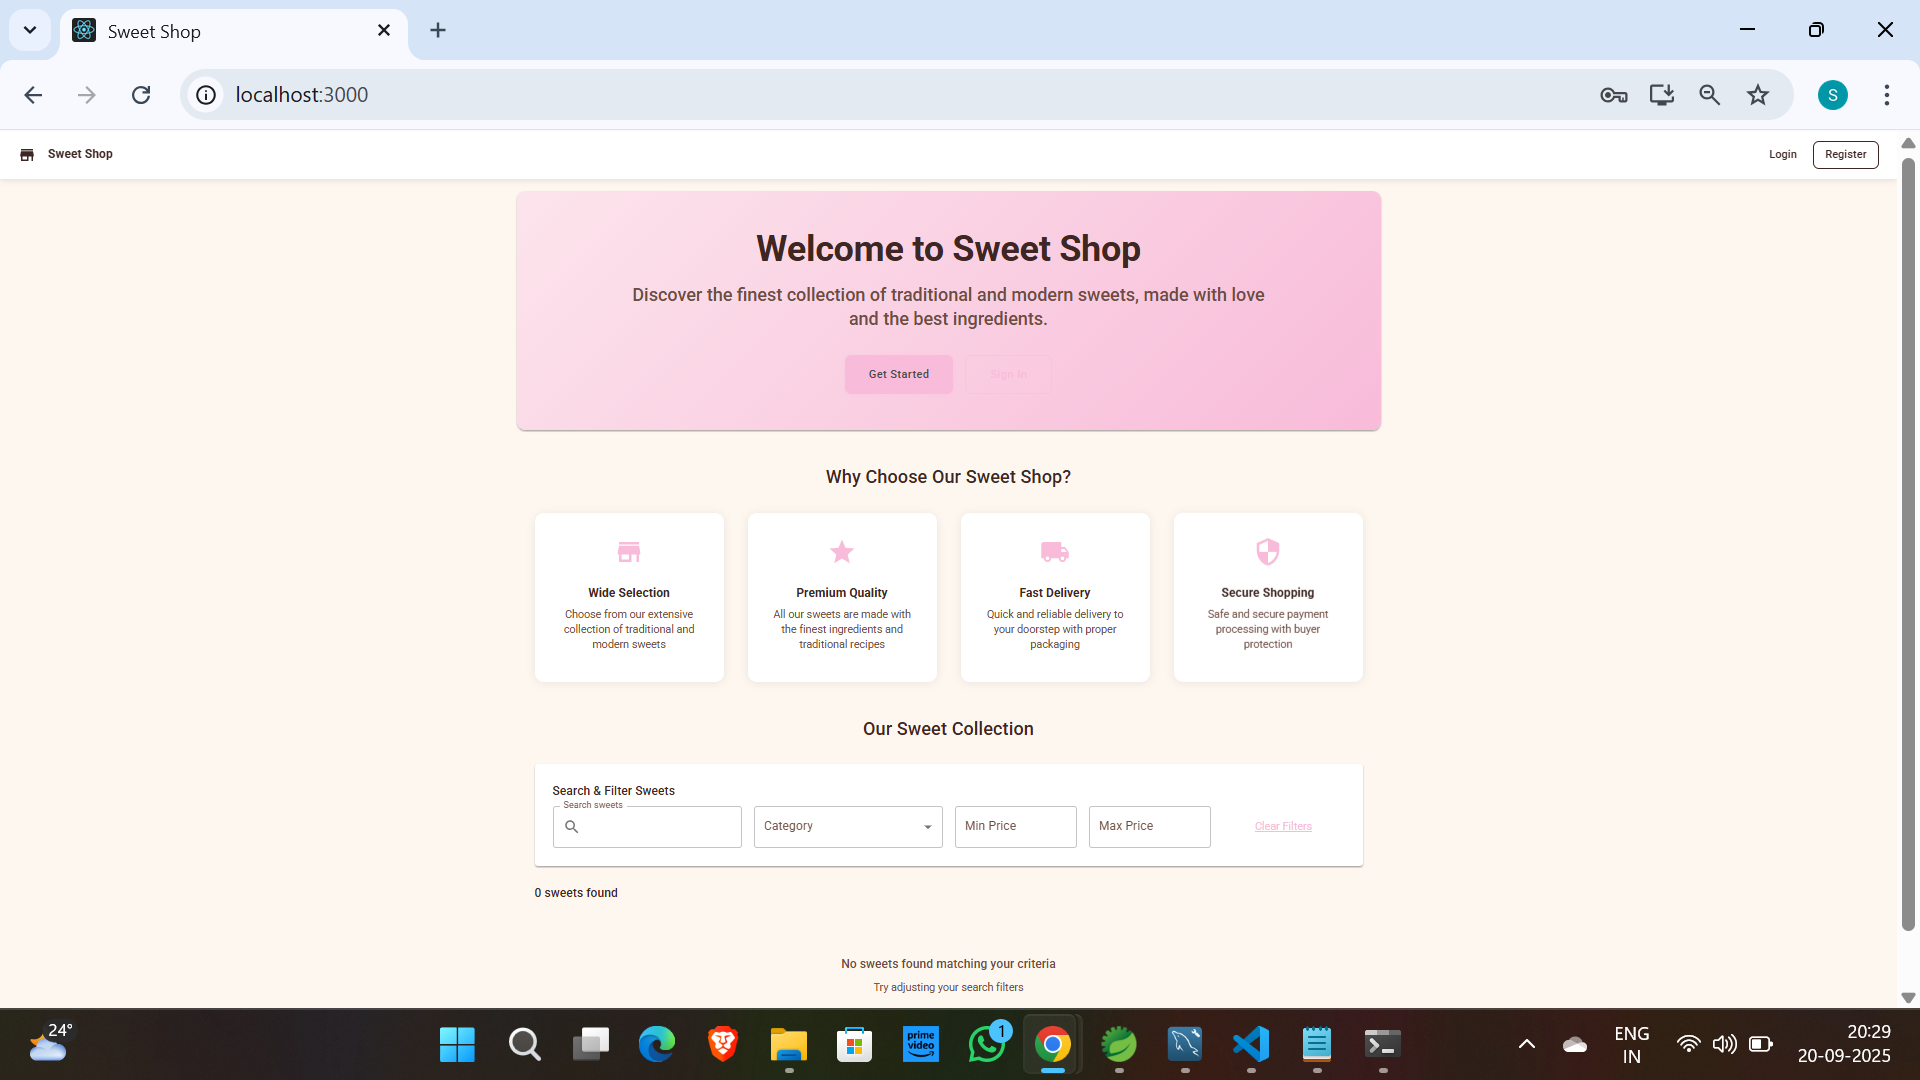 Sweet Shop
localhost:3000
S
Sweet Shop
Login
Register
Welcome to Sweet Shop
Discover the finest collection of traditional and modern sweets, made with love
and the best ingredients.
Get Started
Sign In
Why Choose Our Sweet Shop?
Wide Selection
Choose from our extensive
collection of traditional and
modern sweets
Premium Quality
All our sweets are made with
the finest ingredients and
traditional recipes
Fast Delivery
Quick and reliable delivery to
your doorstep with proper
packaging
Secure Shopping
Safe and secure payment
processing with buyer
protection
Our Sweet Collection
Search & Filter Sweets
Search sweets
Category
Min Price
Max Price
Clear Filters
0 sweets found
No sweets found matching your criteria
Try adjusting your search filters
24°
prime
video
1
ENG
IN
20:29
20-09-2025